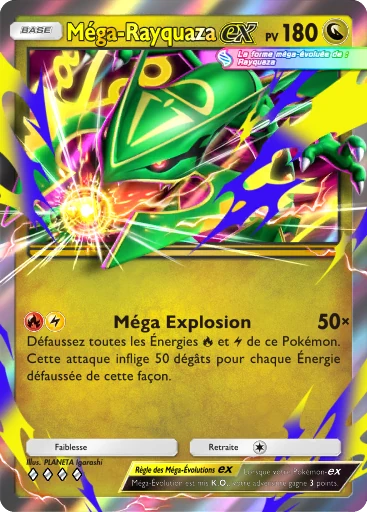 BASE Méga-Rayquaza ex PV 180
La forme méga-évoluée de :
Rayquaza
Méga Explosion 50×
Défaussez toutes les Énergies et de ce Pokémon.
Cette attaque inflige 50 dégâts pour chaque Énergie
défaussée de cette façon.
Faiblesse Retraite
Illus. PLANETA Igarashi
Règle des Méga-Évolutions ex Lorsque votre Pokémon-ex
Méga-Évolution est mis K.O., votre adversaire gagne 3 points.